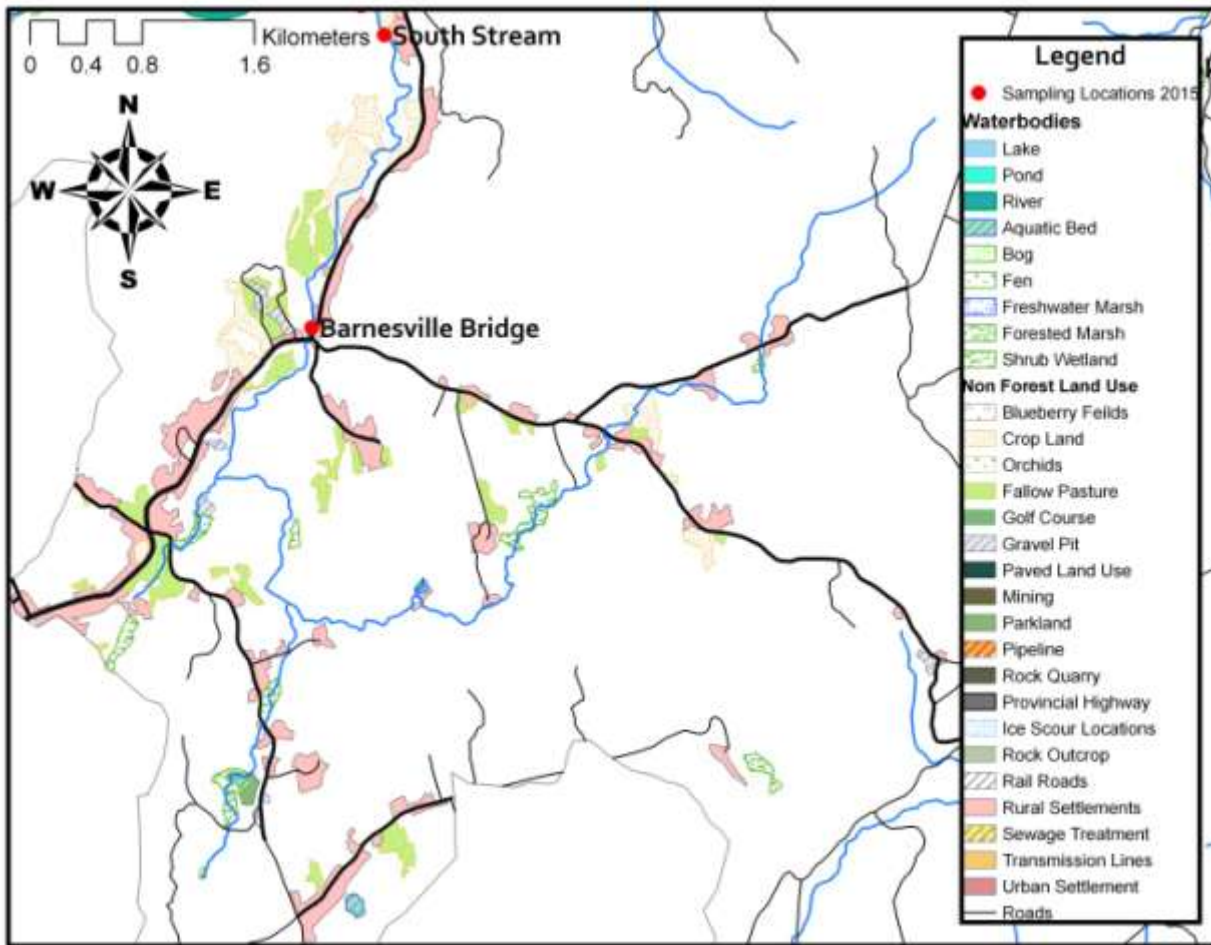 Kilometers
0 0.4 0.8 1.6
South Stream
N
W E
S
Barnesville Bridge
Legend
Sampling Locations 2015
Waterbodies
Lake
Pond
River
Aquatic Bed
Bog
Fen
Freshwater Marsh
Forested Marsh
Shrub Wetland
Non Forest Land Use
Blueberry Feilds
Crop Land
Orchids
Fallow Pasture
Golf Course
Gravel Pit
Paved Land Use
Mining
Parkland
Pipeline
Rock Quarry
Provincial Highway
Ice Scour Locations
Rock Outcrop
Rail Roads
Rural Settlements
Sewage Treatment
Transmission Lines
Urban Settlement
Roads